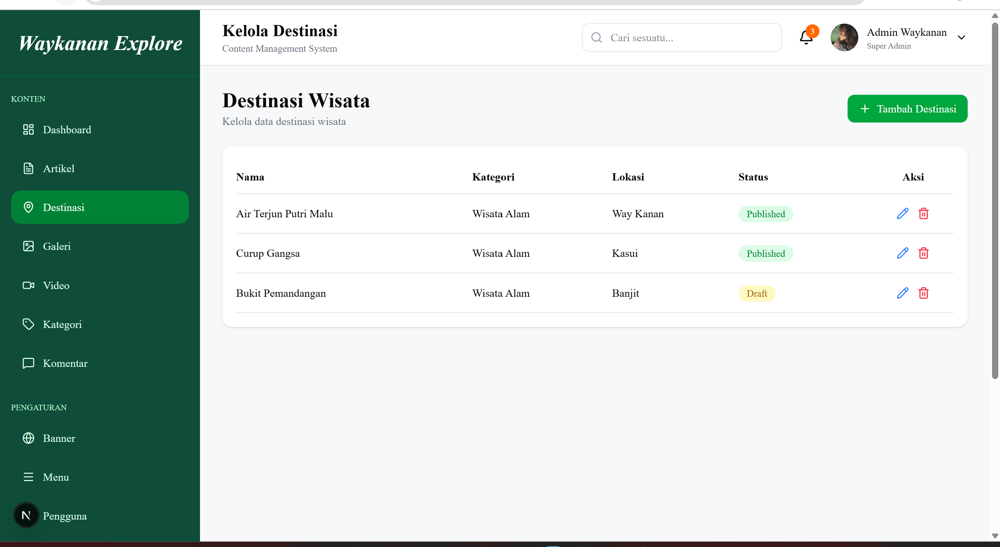 Waykanan Explore
KONTEN
Dashboard
Artikel
Destinasi
Galeri
Video
Kategori
Komentar
PENGATURAN
Banner
Menu
N Pengguna
Kelola Destinasi
Content Management System
Cari sesuatu...
3
Admin Waykanan
Super Admin
Destinasi Wisata
Kelola data destinasi wisata
Tambah Destinasi
Nama Kategori Lokasi Status Aksi
Air Terjun Putri Malu Wisata Alam Way Kanan Published
Curup Gangsa Wisata Alam Kasui Published
Bukit Pemandangan Wisata Alam Banjit Draft